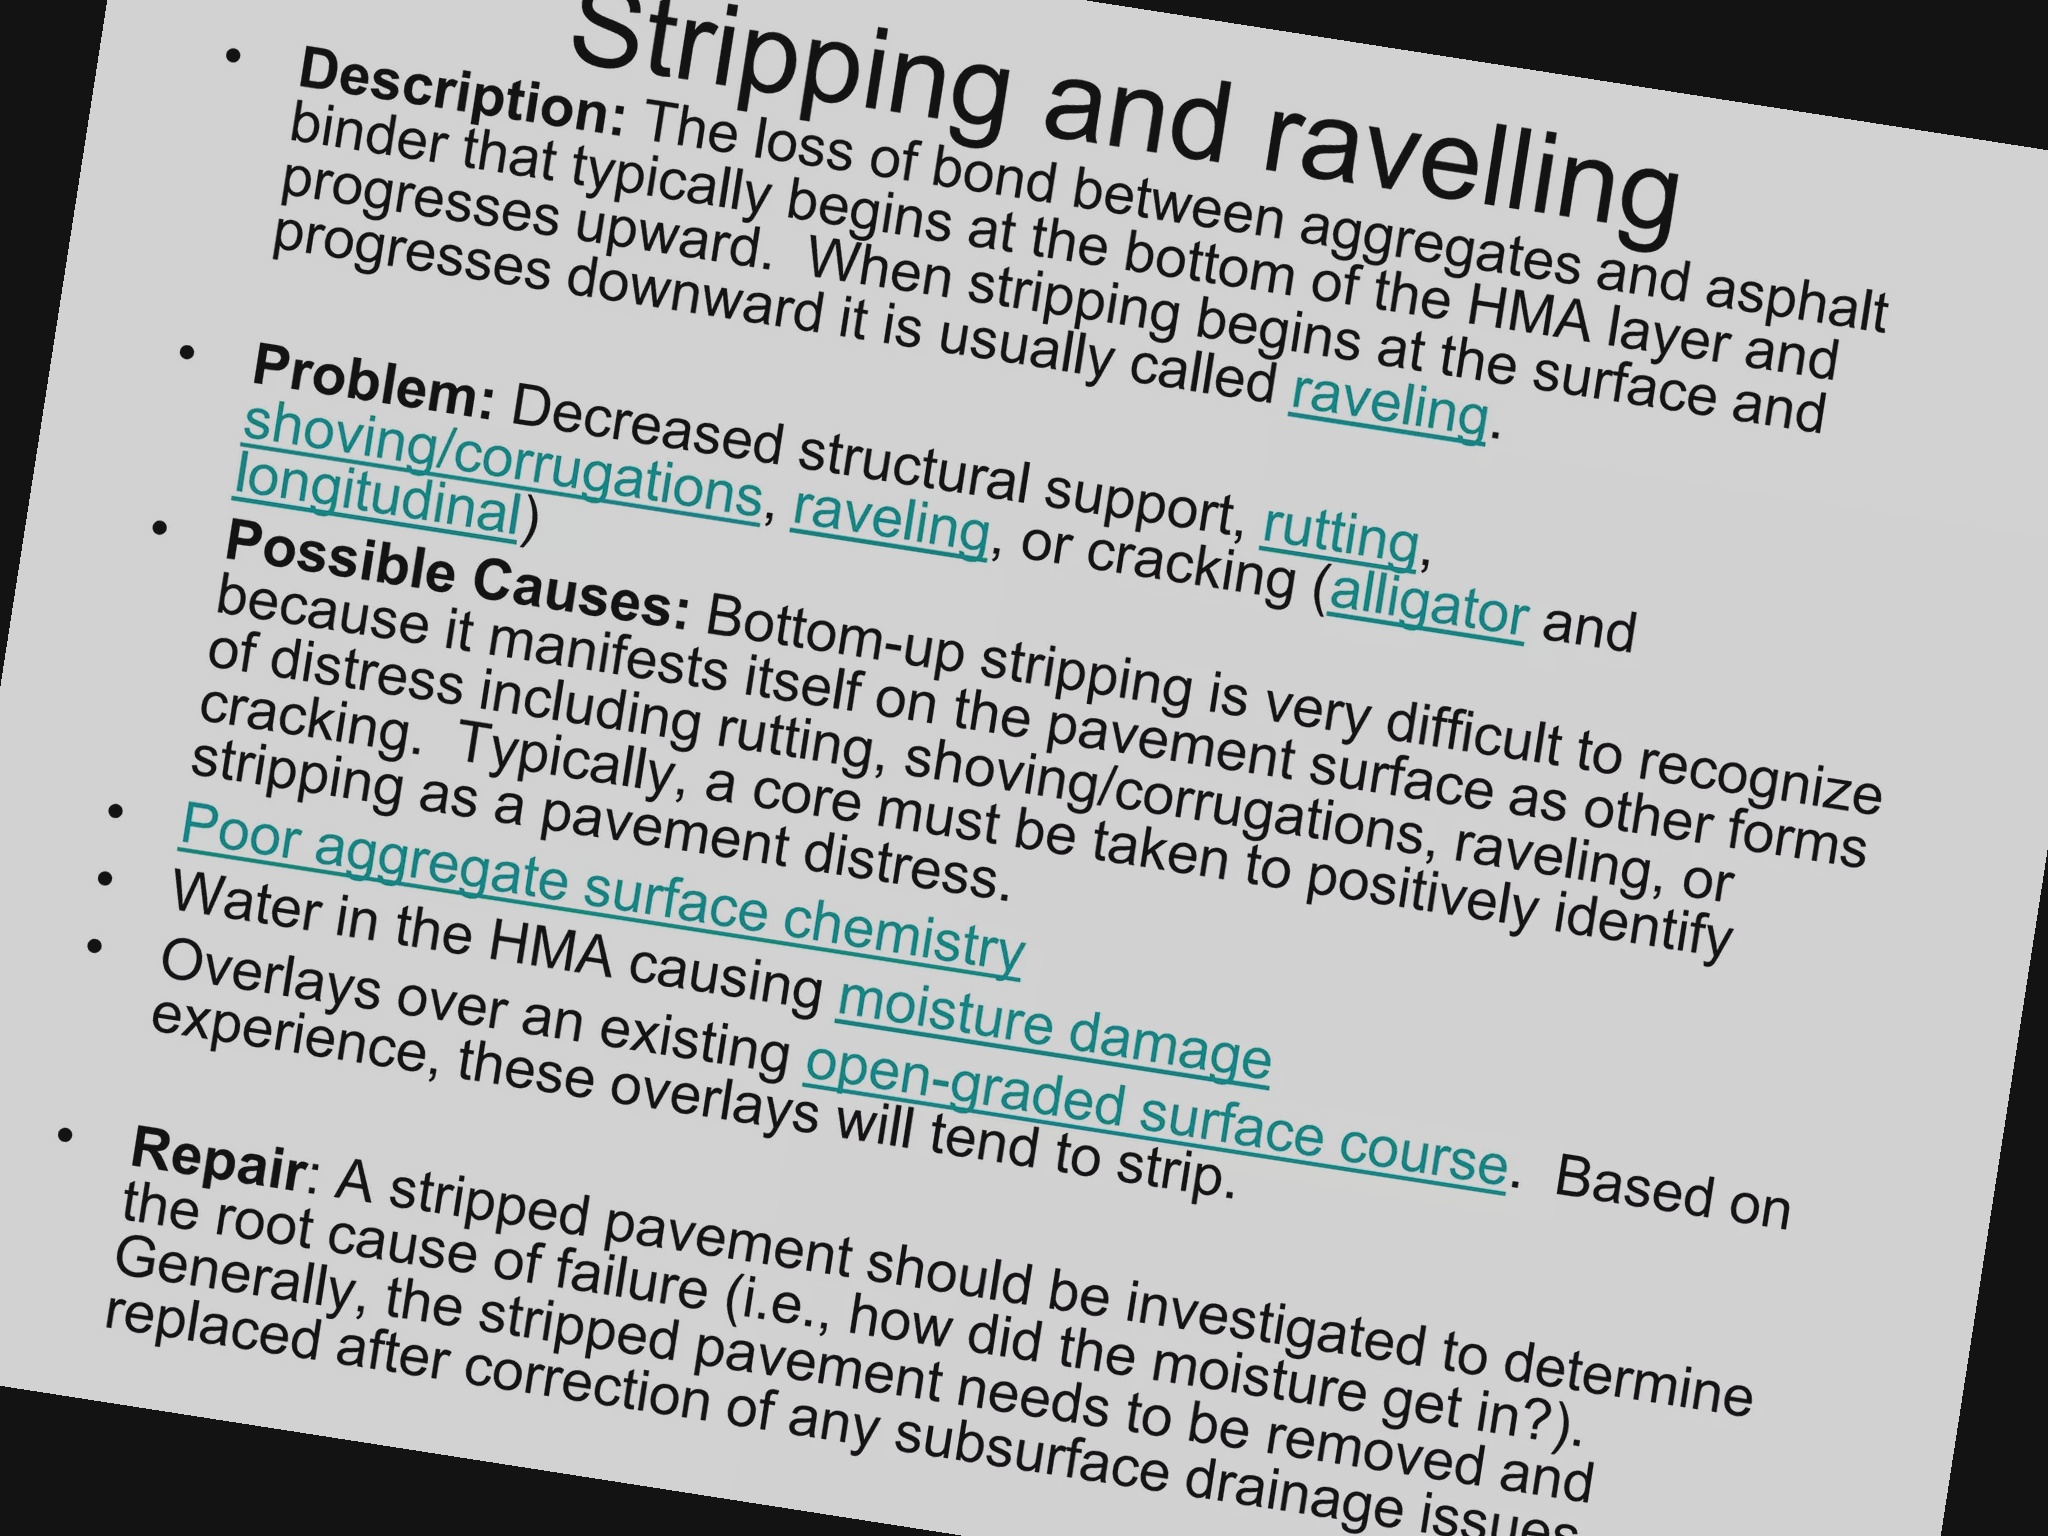 Stripping and ravelling
• Description: The loss of bond between aggregates and asphalt
binder that typically begins at the bottom of the HMA layer and
progresses upward.  When stripping begins at the surface and
progresses downward it is usually called raveling.
• Problem: Decreased structural support, rutting,
shoving/corrugations, raveling, or cracking (alligator and
longitudinal)
• Possible Causes: Bottom-up stripping is very difficult to recognize
because it manifests itself on the pavement surface as other forms
of distress including rutting, shoving/corrugations, raveling, or
cracking.  Typically, a core must be taken to positively identify
stripping as a pavement distress.
• Poor aggregate surface chemistry
• Water in the HMA causing moisture damage
• Overlays over an existing open-graded surface course.  Based on
experience, these overlays will tend to strip.
• Repair: A stripped pavement should be investigated to determine
the root cause of failure (i.e., how did the moisture get in?).
Generally, the stripped pavement needs to be removed and
replaced after correction of any subsurface drainage issues